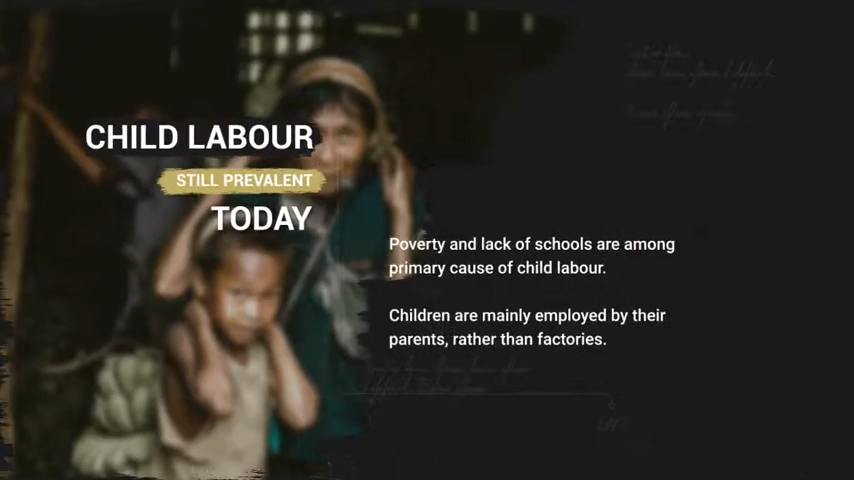 CHILD LABOUR
STILL PREVALENT
TODAY
Poverty and lack of schools are among
primary cause of child labour.
Children are mainly employed by their
parents, rather than factories.